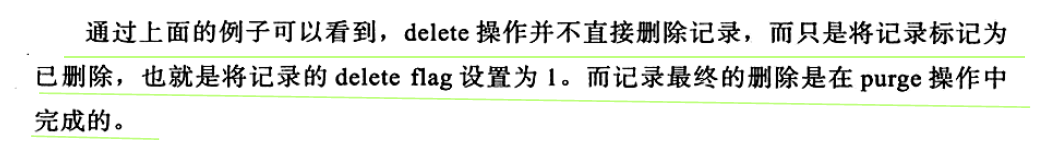 通过上面的例子可以看到，delete 操作并不直接删除记录，而只是将记录标记为
已删除，也就是将记录的 delete flag 设置为 1。而记录最终的删除是在 purge 操作中
完成的。